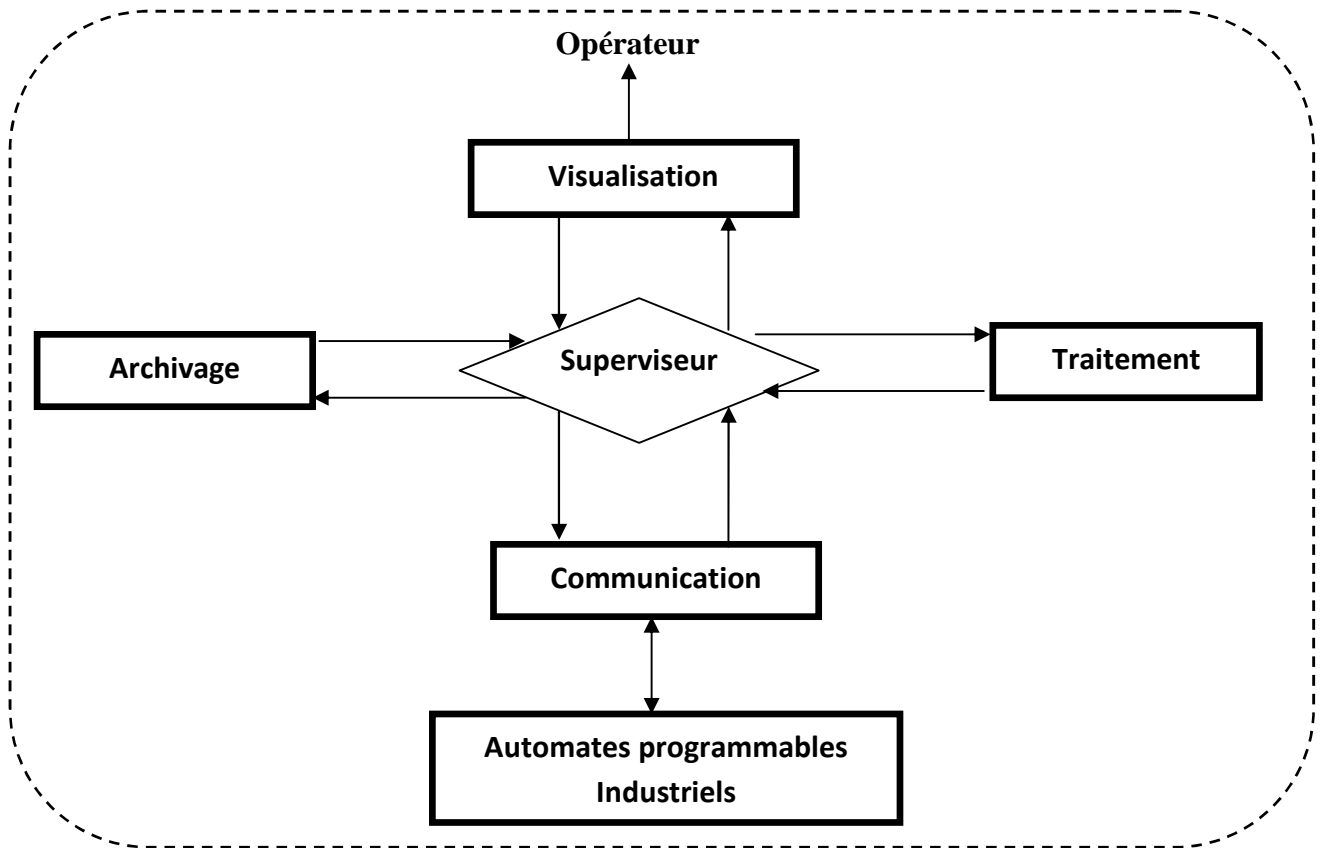 Opérateur
Visualisation
Superviseur
Archivage
Traitement
Communication
Automates programmables
Industriels